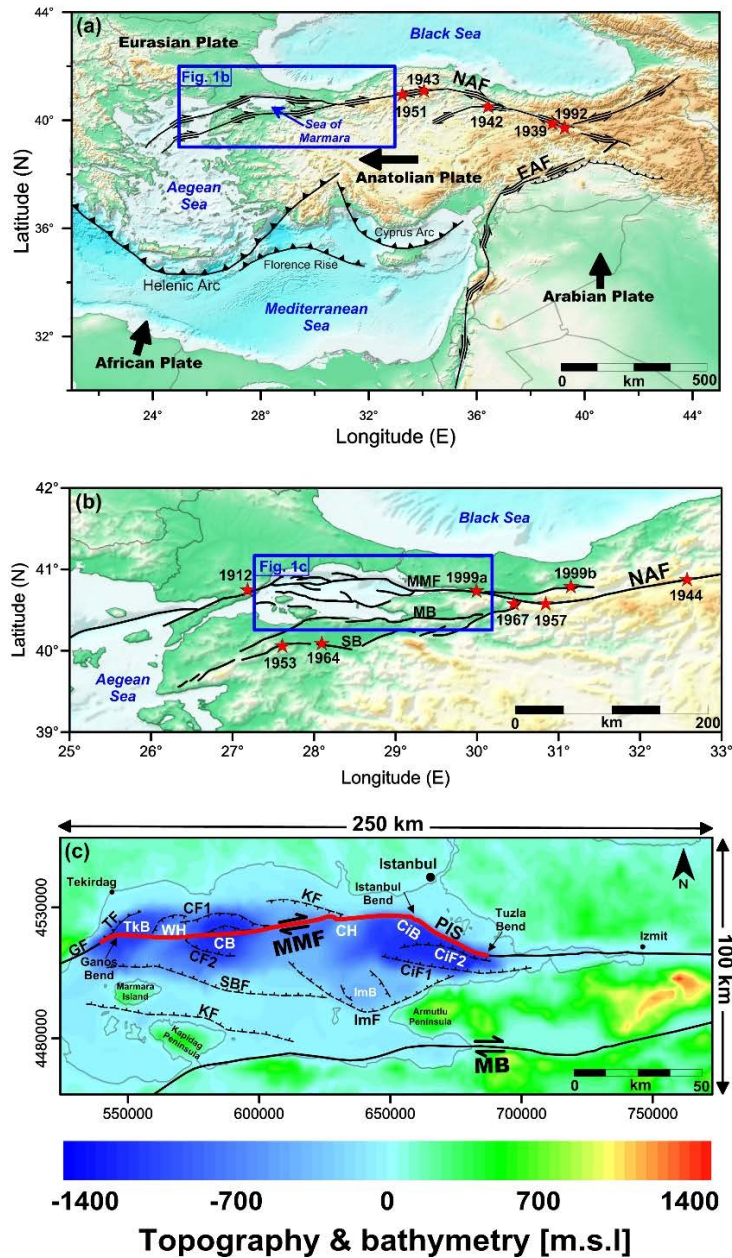 (a)
44°
Black Sea
Eurasian Plate
Fig. 1b
1943
NAF
1951
1942
1992
1939
40°
Sea of
Marmara
Anatolian Plate
EAF
Aegean
Sea
36°
Cyprus Arc
Florence Rise
Helenic Arc
Mediterranean
Sea
Arabian Plate
32°
African Plate
0
km
500
24°
28°
32°
36°
40°
44°
Latitude (N)
Longitude (E)
(b)
42°
Black Sea
41°
1912
Fig. 1c
MMF
1999a
1999b
NAF
MB
1967
1957
1944
40°
SB
1953
1964
Aegean
Sea
39°
0
km
200
25°
26°
27°
28°
29°
30°
31°
32°
33°
Latitude (N)
Longitude (E)
250 km
(c)
Istanbul
N
Tekirdag
Istanbul
Bend
4530000
TF
CF1
KF
PIS
Tuzla
Bend
GF
TkB
WH
CH
CiB
Izmit
CB
MMF
CiF2
Ganos
Bend
CF2
CiF1
SBF
ImB
Marmara
Island
ImF
Armutlu
Peninsula
KF
4480000
Kapidag
Peninsula
MB
0
km
50
550000
600000
650000
700000
750000
100 km
-1400
-700
0
700
1400
Topography & bathymetry [m.s.l]